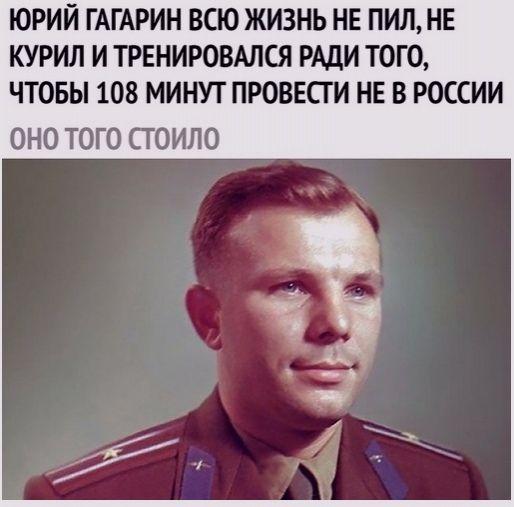 ЮРИЙ ГАГАРИН ВСЮ ЖИЗНЬ НЕ ПИЛ, НЕ
КУРИЛ И ТРЕНИРОВАЛСЯ РАДИ ТОГО,
ЧТОБЫ 108 МИНУТ ПРОВЕСТИ НЕ В РОССИИ
ОНО ТОГО СТОИЛО